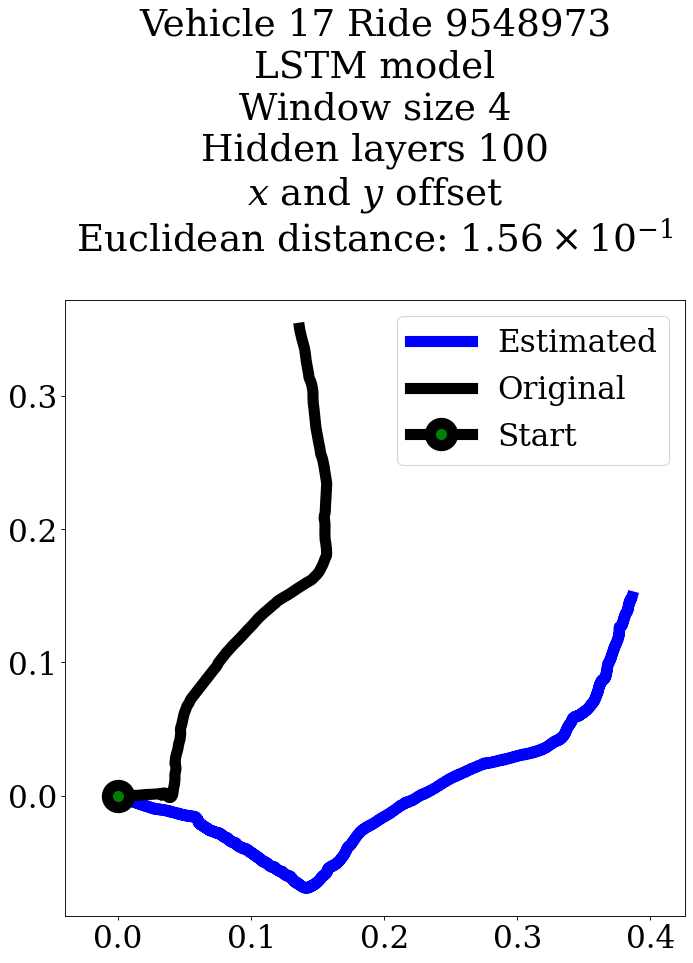 Vehicle 17 Ride 9548973
LSTM model
Window size 4
Hidden layers 100
x and y offset
Euclidean distance: 1.56 × 10⁻¹
Estimated
Original
Start
0.3
0.2
0.1
0.0
0.0 0.1 0.2 0.3 0.4